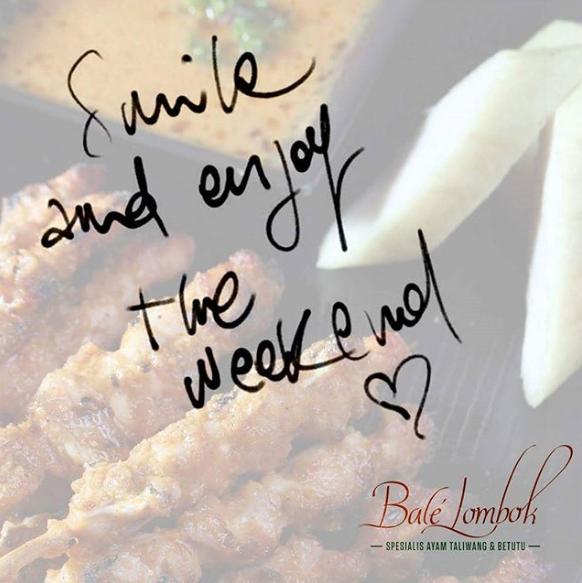 Smile
and enjoy
the
weekend
Balé Lombok
SPESIALIS AYAM TALIWANG & BETUTU